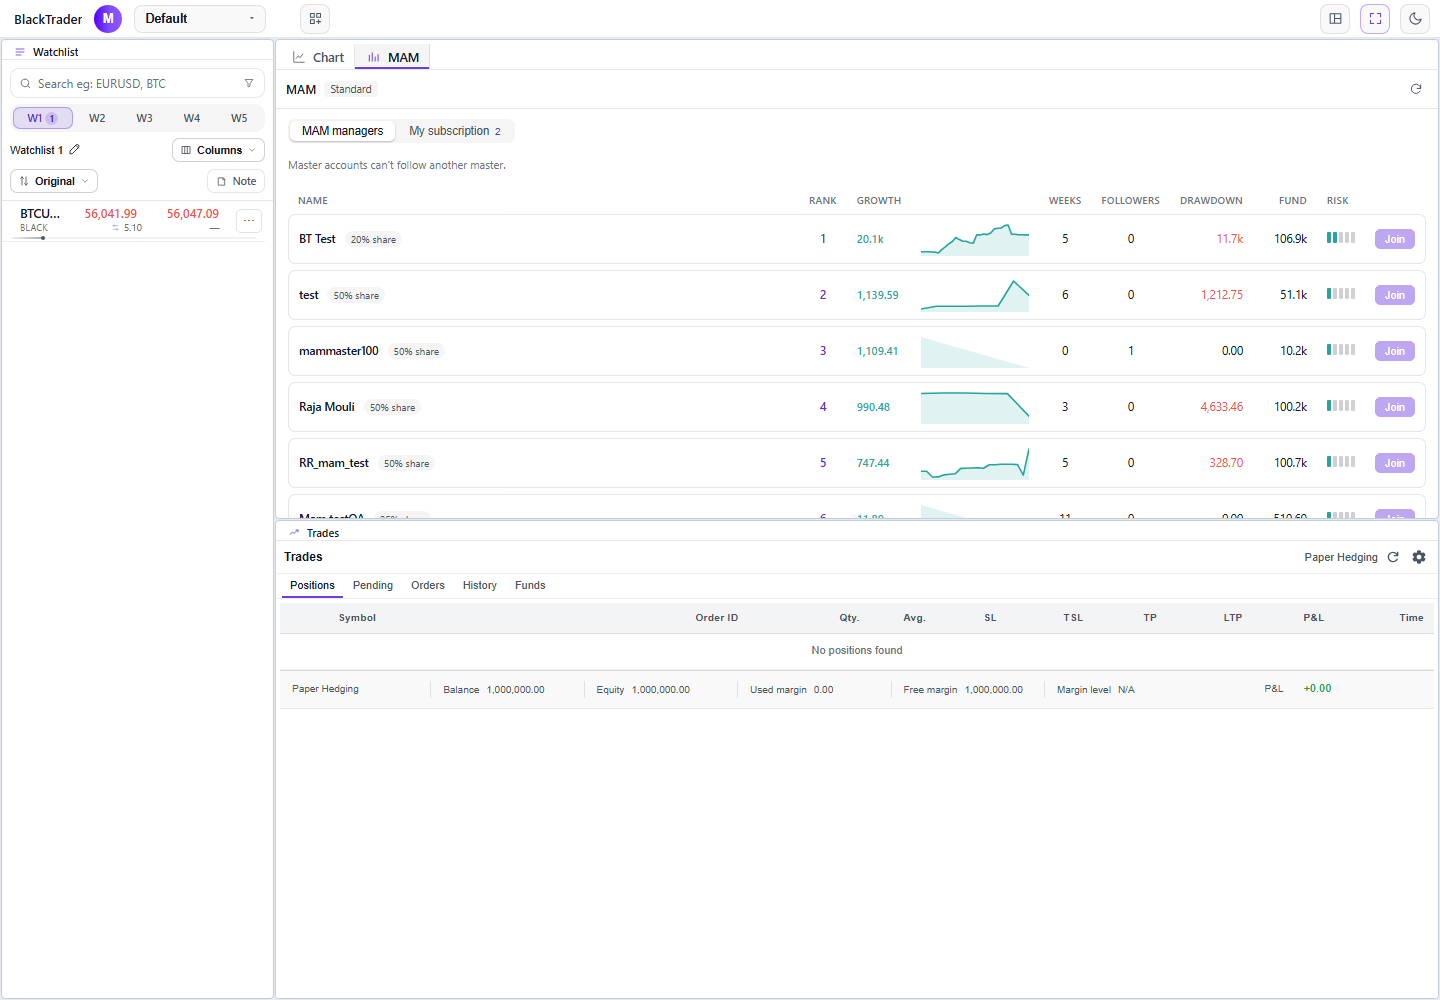 BlackTrader M Default
Watchlist
Search eg: EURUSD, BTC
W1 1 W2 W3 W4 W5
Watchlist 1 Columns
Original Note
BTCU... 56,041.99 56,047.09 ...
BLACK 5.10 —
Chart MAM
MAM Standard
MAM managers My subscription 2
Master accounts can't follow another master.
NAME RANK GROWTH WEEKS FOLLOWERS DRAWDOWN FUND RISK
BT Test 20% share 1 20.1k 5 0 11.7k 106.9k Join
test 50% share 2 1,139.59 6 0 1,212.75 51.1k Join
mammaster100 50% share 3 1,109.41 0 1 0.00 10.2k Join
Raja Mouli 50% share 4 990.48 3 0 4,633.46 100.2k Join
RR_mam_test 50% share 5 747.44 5 0 328.70 100.7k Join
Trades
Trades Paper Hedging
Positions Pending Orders History Funds
Symbol Order ID Qty. Avg. SL TSL TP LTP P&L Time
No positions found
Paper Hedging Balance 1,000,000.00 Equity 1,000,000.00 Used margin 0.00 Free margin 1,000,000.00 Margin level N/A P&L +0.00